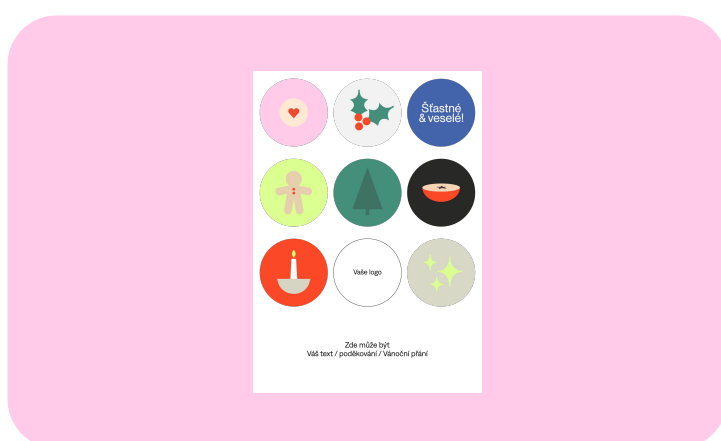 Šťastné
& veselé!
Vaše logo
Zde může být
Váš text / poděkování / Vánoční přání